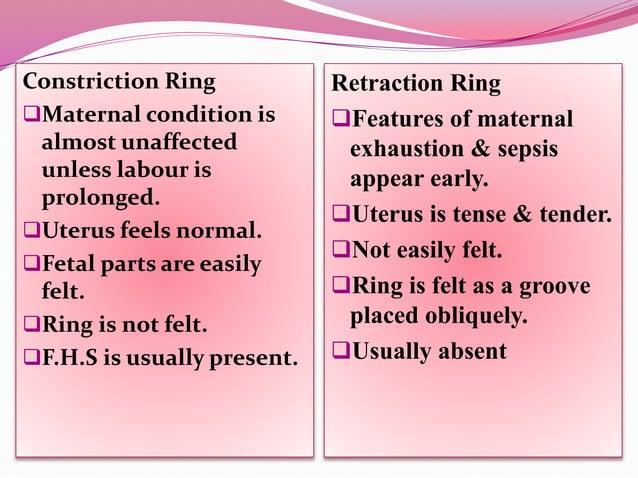 Constriction Ring
❑Maternal condition is
almost unaffected
unless labour is
prolonged.
❑Uterus feels normal.
❑Fetal parts are easily
felt.
❑Ring is not felt.
❑F.H.S is usually present.
Retraction Ring
❑Features of maternal
exhaustion & sepsis
appear early.
❑Uterus is tense & tender.
❑Not easily felt.
❑Ring is felt as a groove
placed obliquely.
❑Usually absent